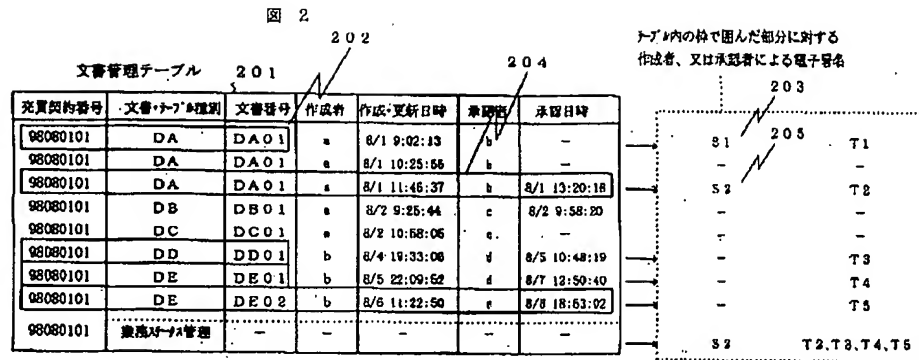 図 2
202
テーブル内の枠で囲んだ部分に対する
作成者、又は承認者による電子署名
文書管理テーブル 201 204 203
売買契約番号 文書・テーブル種別 文書番号 作成者 作成・更新日時 承認者 承認日時
98080101 DA DA01 a 8/1 9:02:13 b − S1 T1
98080101 DA DA01 a 8/1 10:25:55 b − − −
205
98080101 DA DA01 a 8/1 11:46:37 b 8/1 13:20:18 S2 T2
98080101 DB DB01 a 8/2 9:25:44 c 8/2 9:58:20 − −
98080101 DC DC01 a 8/2 10:58:06 c − − −
98080101 DD DD01 b 8/4 19:33:06 d 8/5 10:48:19 − T3
98080101 DE DE01 b 8/5 22:09:52 d 8/7 12:50:40 − T4
98080101 DE DE02 b 8/6 11:22:50 e 8/8 18:53:02 − T5
98080101 業務ステータス管理 − − − − − S2 T2,T3,T4,T5